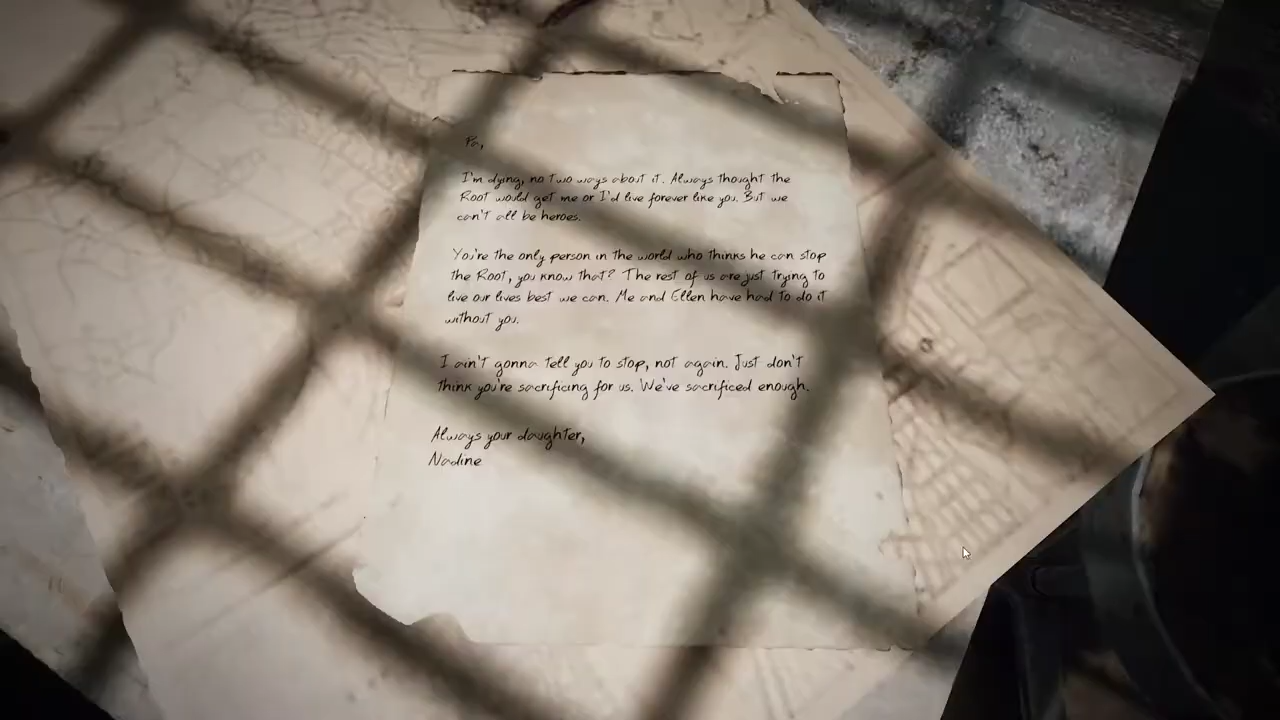 Pa,
I'm dying, no two ways about it. Always thought the
Root would get me or I'd live forever like you. But we
can't all be heroes.
You're the only person in the world who thinks he can stop
the Root, you know that? The rest of us are just trying to
live our lives best we can. Me and Ellen have had to do it
without you.
I ain't gonna tell you to stop, not again. Just don't
think you're sacrificing for us. We've sacrificed enough.
Always your daughter,
Nadine